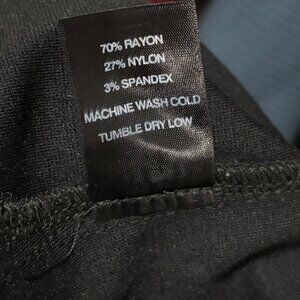 70% RAYON
27% NYLON
3% SPANDEX
MACHINE WASH COLD
TUMBLE DRY LOW